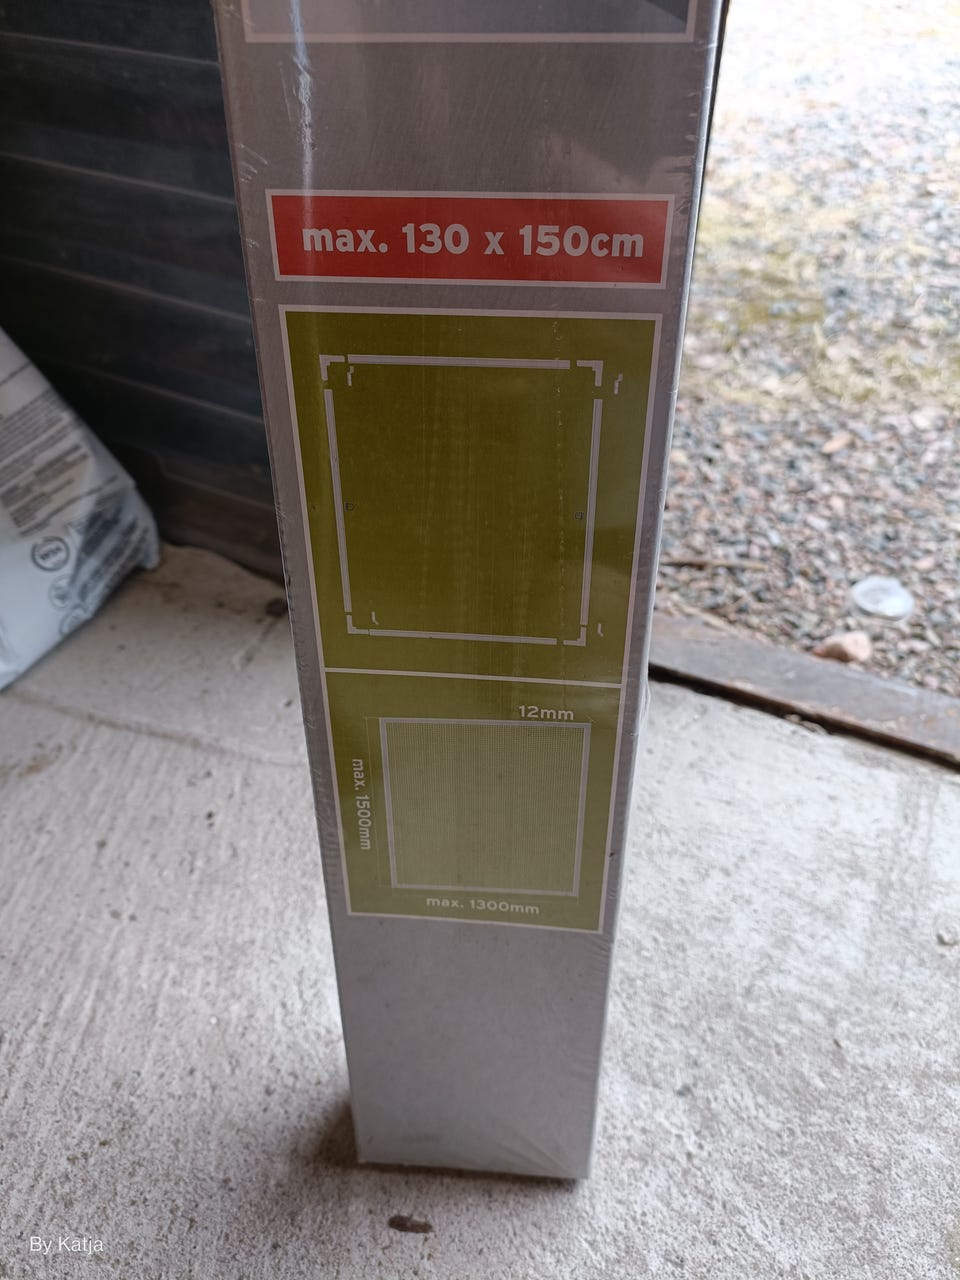 max. 130 x 150cm
12mm
max. 1500mm
max. 1300mm
By Katja